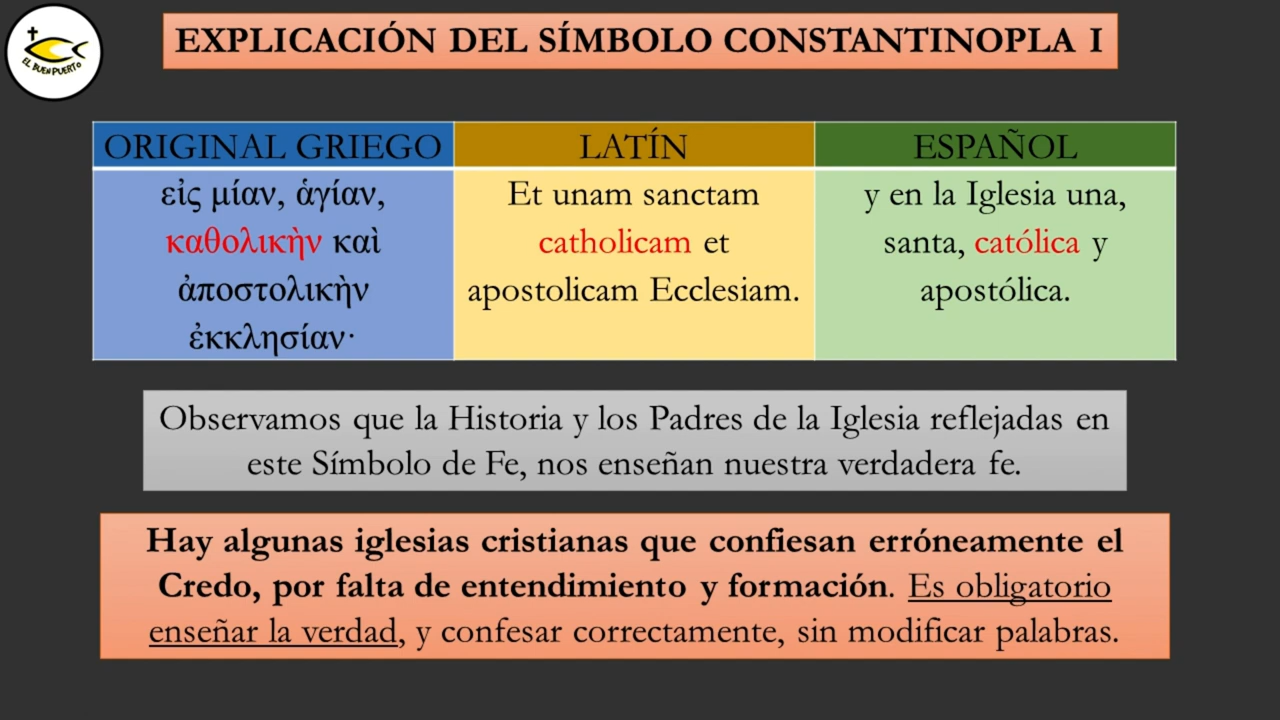 EL BUEN PUERTO
EXPLICACIÓN DEL SÍMBOLO CONSTANTINOPLA I
ORIGINAL GRIEGO
εἰς μίαν, ἁγίαν,
καθολικὴν καὶ
ἀποστολικὴν
ἐκκλησίαν·
LATÍN
Et unam sanctam
catholicam et
apostolicam Ecclesiam.
ESPAÑOL
y en la Iglesia una,
santa, católica y
apostólica.
Observamos que la Historia y los Padres de la Iglesia reflejadas en
este Símbolo de Fe, nos enseñan nuestra verdadera fe.
Hay algunas iglesias cristianas que confiesan erróneamente el
Credo, por falta de entendimiento y formación. Es obligatorio
enseñar la verdad, y confesar correctamente, sin modificar palabras.